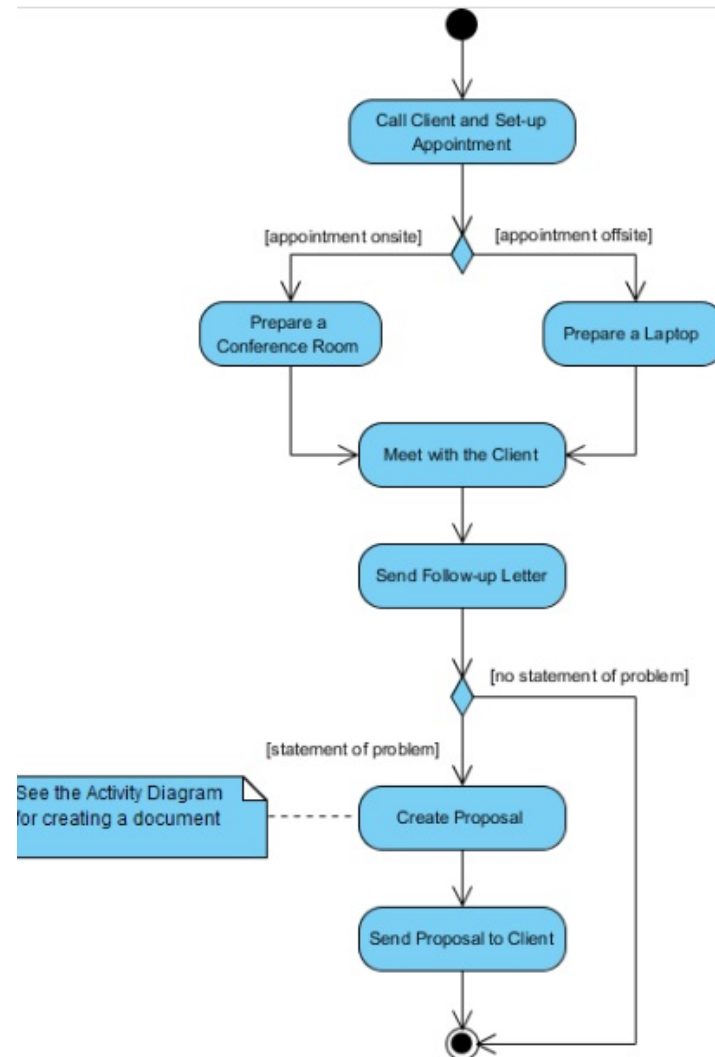 Call Client and Set-up
Appointment
[appointment onsite]
[appointment offsite]
Prepare a
Conference Room
Prepare a Laptop
Meet with the Client
Send Follow-up Letter
[no statement of problem]
[statement of problem]
See the Activity Diagram
for creating a document
Create Proposal
Send Proposal to Client